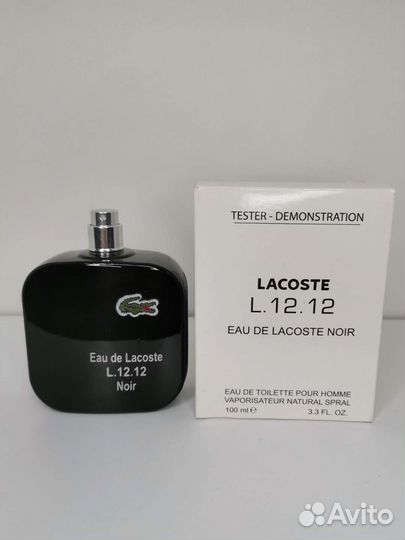 TESTER - DEMONSTRATION
LACOSTE
L.12.12
EAU DE LACOSTE NOIR
EAU DE TOILETTE POUR HOMME
VAPORISATEUR NATURAL SPRAL
100 ml e 3.3 FL. OZ.
Eau de Lacoste
L.12.12
Noir
Avito